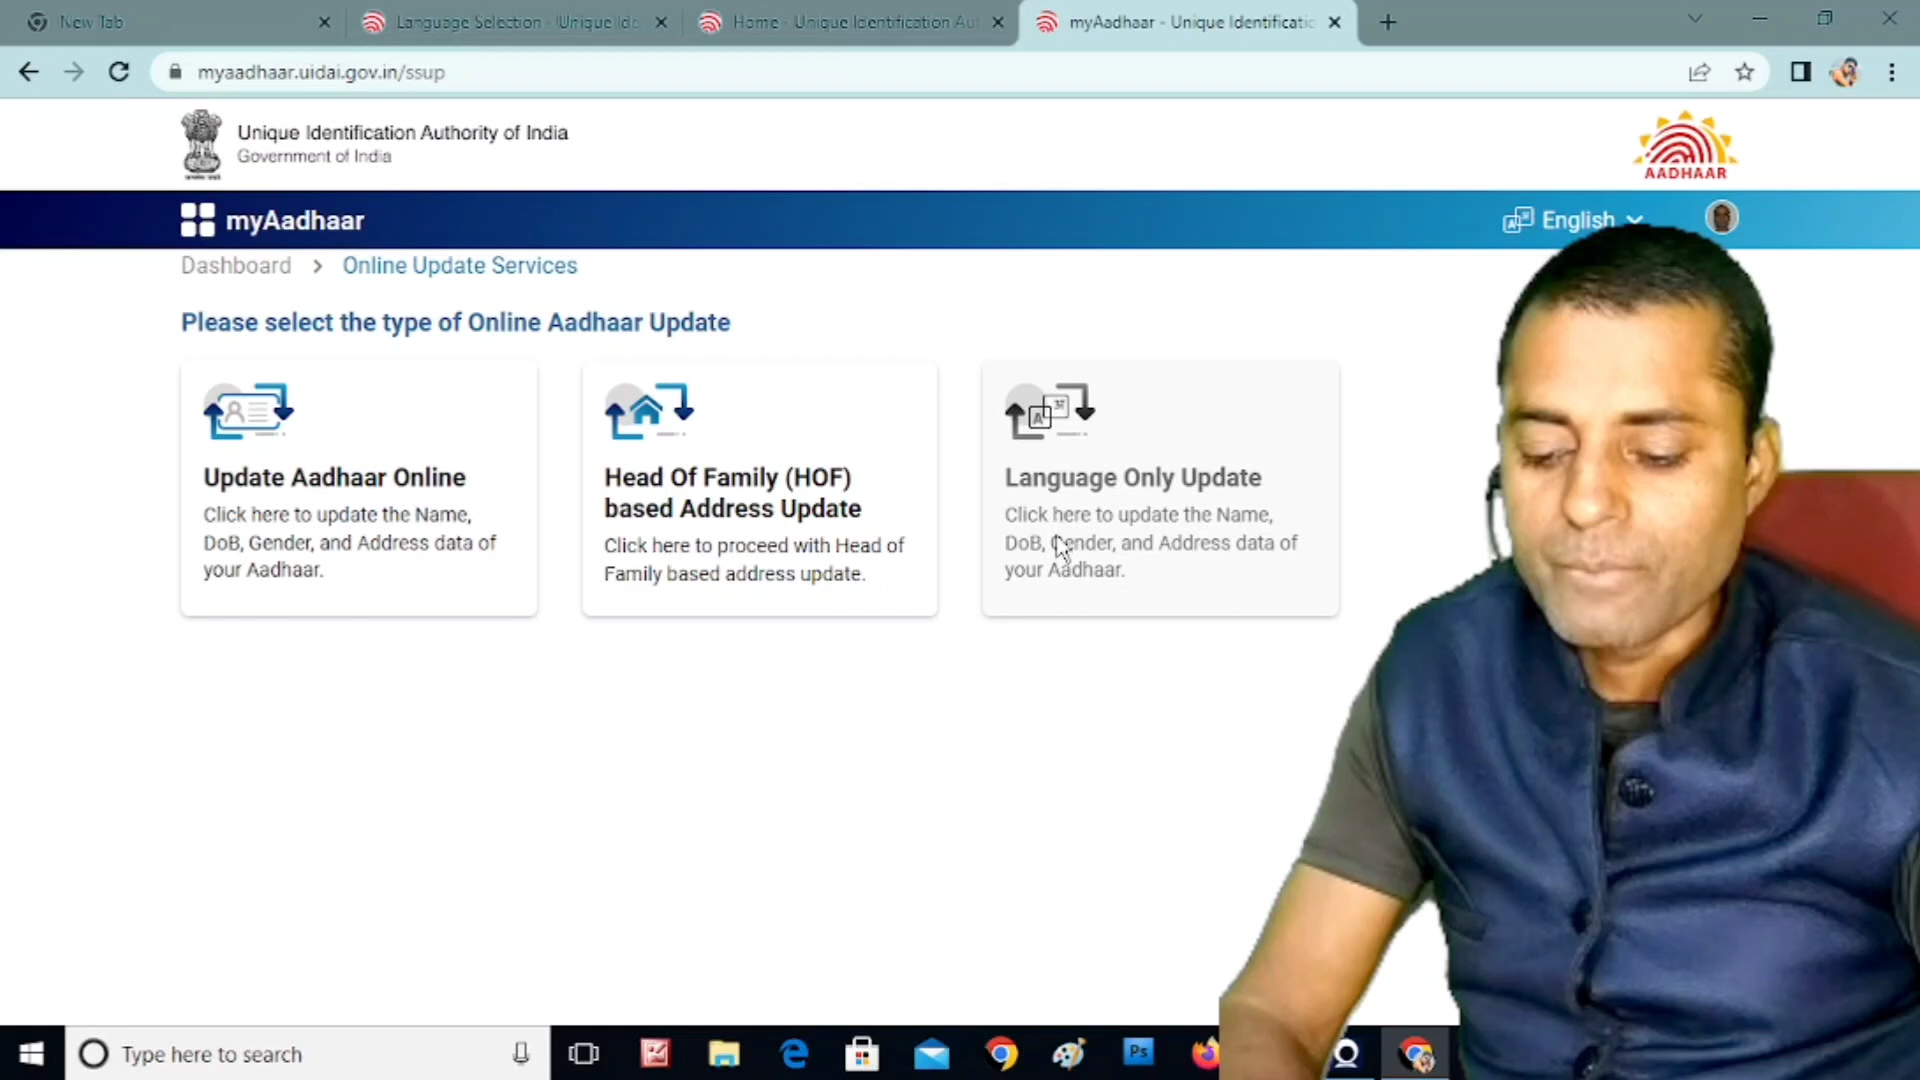 New Tab
Language Selection - Unique Ide
Home - Unique Identification Aut
myAadhaar - Unique Identificatic
myaadhaar.uidai.gov.in/ssup
Unique Identification Authority of India
Government of India
AADHAAR
myAadhaar
English
Dashboard > Online Update Services
Please select the type of Online Aadhaar Update
Update Aadhaar Online
Click here to update the Name,
DoB, Gender, and Address data of
your Aadhaar.
Head Of Family (HOF)
based Address Update
Click here to proceed with Head of
Family based address update.
Language Only Update
Click here to update the Name,
DoB, Gender, and Address data of
your Aadhaar.
Type here to search
Ps